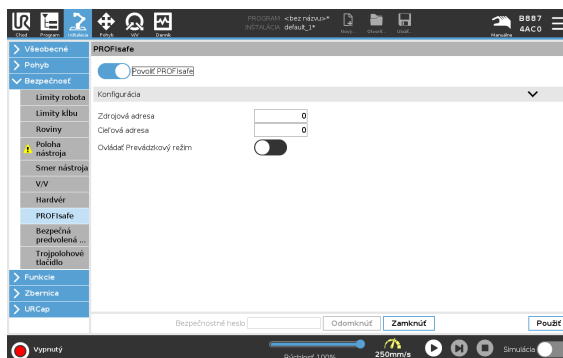 PROGRAM <bez názvu>*
INŠTALÁCIA default_1*
Chod Program Inštalácia Pohyb V/V Denník
Nový... Otvoriť... Uložiť...
Manuálne
B887
4AC0
Všeobecné
Pohyb
Bezpečnosť
Limity robota
Limity kĺbu
Roviny
Poloha
nástroja
Smer nástroja
V/V
Hardvér
PROFIsafe
Bezpečná
predvolená ...
Trojpolohové
tlačidlo
Funkcie
Zbernica
URCap
PROFIsafe
Povoliť PROFIsafe
Konfigurácia
Zdrojová adresa 0
Cieľová adresa 0
Ovládať Prevádzkový režim
Bezpečnostné heslo Odomknúť Zamknúť Použiť
Vypnutý
Rýchlosť 100%
250mm/s
Simulácia